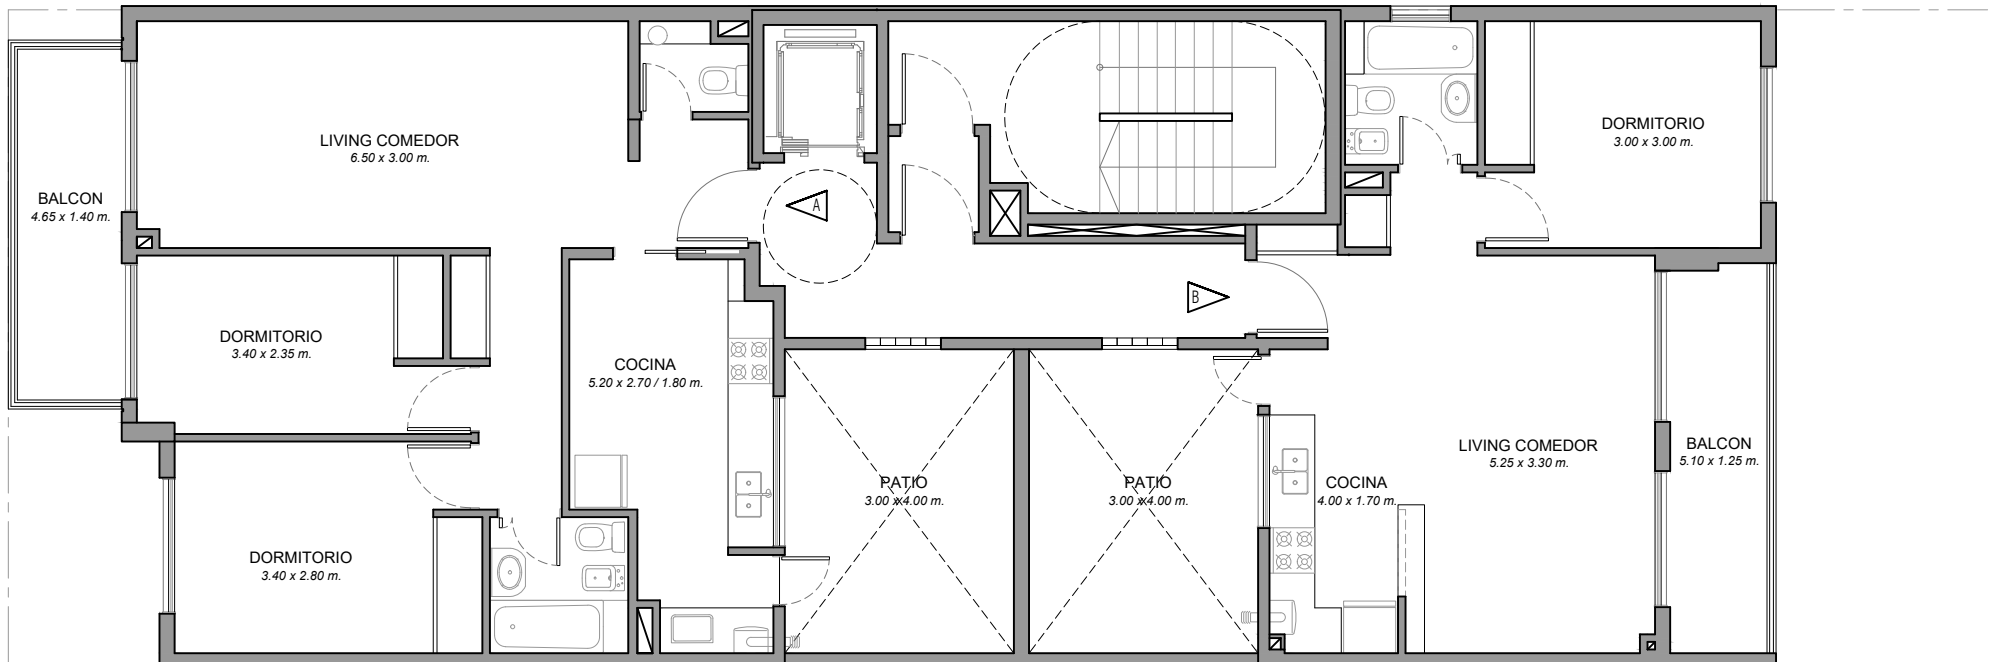 LIVING COMEDOR
6.50 x 3.00 m.
BALCON
4.65 x 1.40 m.
A
DORMITORIO
3.00 x 3.00 m.
DORMITORIO
3.40 x 2.35 m.
COCINA
5.20 x 2.70 / 1.80 m.
B
PATIO
3.00 x 4.00 m.
PATIO
3.00 x 4.00 m.
COCINA
4.00 x 1.70 m.
LIVING COMEDOR
5.25 x 3.30 m.
BALCON
5.10 x 1.25 m.
DORMITORIO
3.40 x 2.80 m.